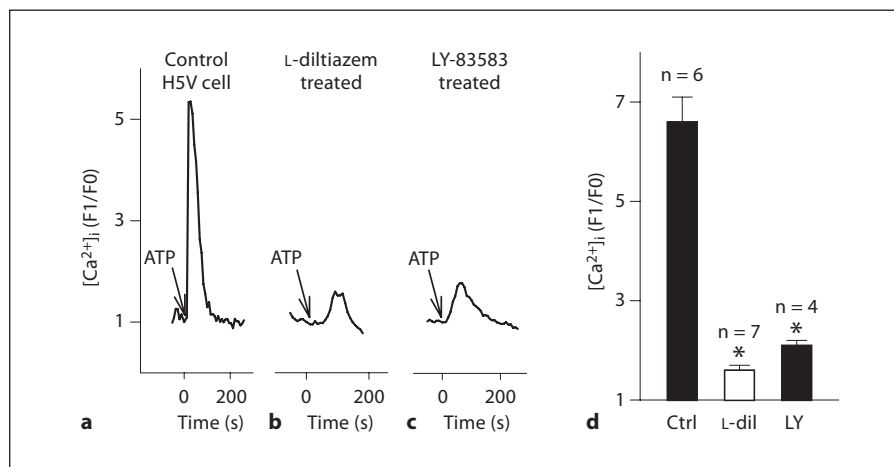 Control
H5V cell
L-diltiazem
treated
LY-83583
treated
[Ca²⁺]ᵢ (F1/F0)
5
3
1
ATP
ATP
ATP
0 200
0 200
0 200
Time (s)
Time (s)
Time (s)
a
b
c
[Ca²⁺]ᵢ (F1/F0)
7
5
3
1
n = 6
n = 7
n = 4
*
*
Ctrl
L-dil
LY
d